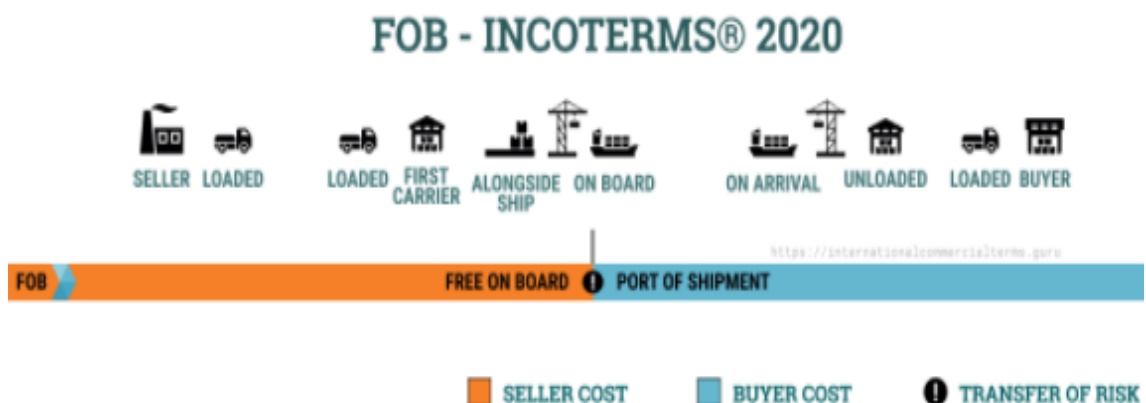 FOB - INCOTERMS® 2020
SELLER LOADED LOADED FIRST CARRIER ALONGSIDE SHIP ON BOARD ON ARRIVAL UNLOADED LOADED BUYER
https://internationalcommercialterms.guru
FOB FREE ON BOARD ! PORT OF SHIPMENT
SELLER COST BUYER COST ! TRANSFER OF RISK